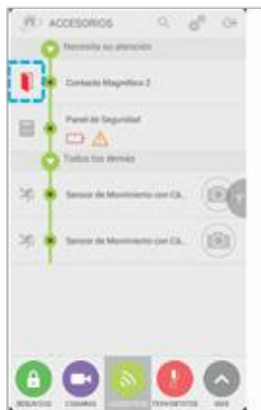 ACCESORIOS
Necesita su atención
Contacto Magnético 2
Panel de Seguridad
Todos los demás
Sensor de Movimiento con Cá...
Sensor de Movimiento con Cá...
SEGURIDAD CÁMARAS ACCESORIOS TERMOSTATOS MÁS